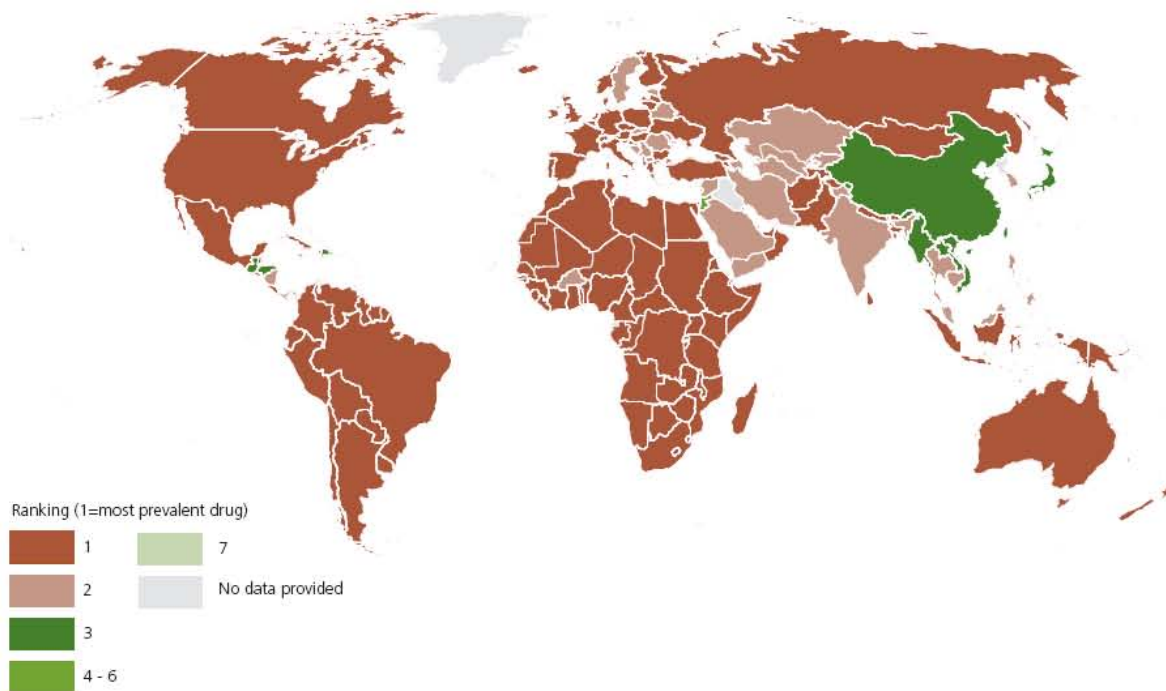 Ranking (1=most prevalent drug)
1
7
2
No data provided
3
4 - 6